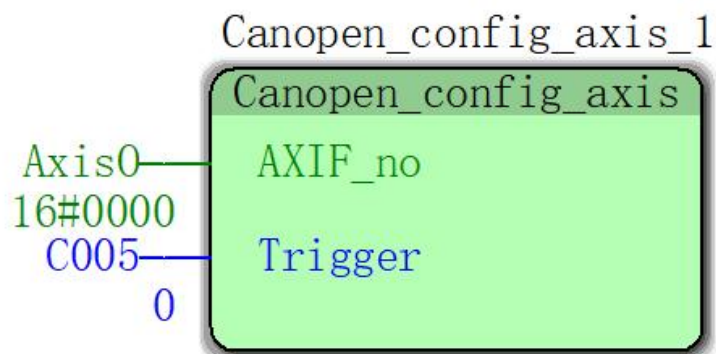 Canopen_config_axis_1
Canopen_config_axis
Axis0 AXIF_no
16#0000
C005 Trigger
0